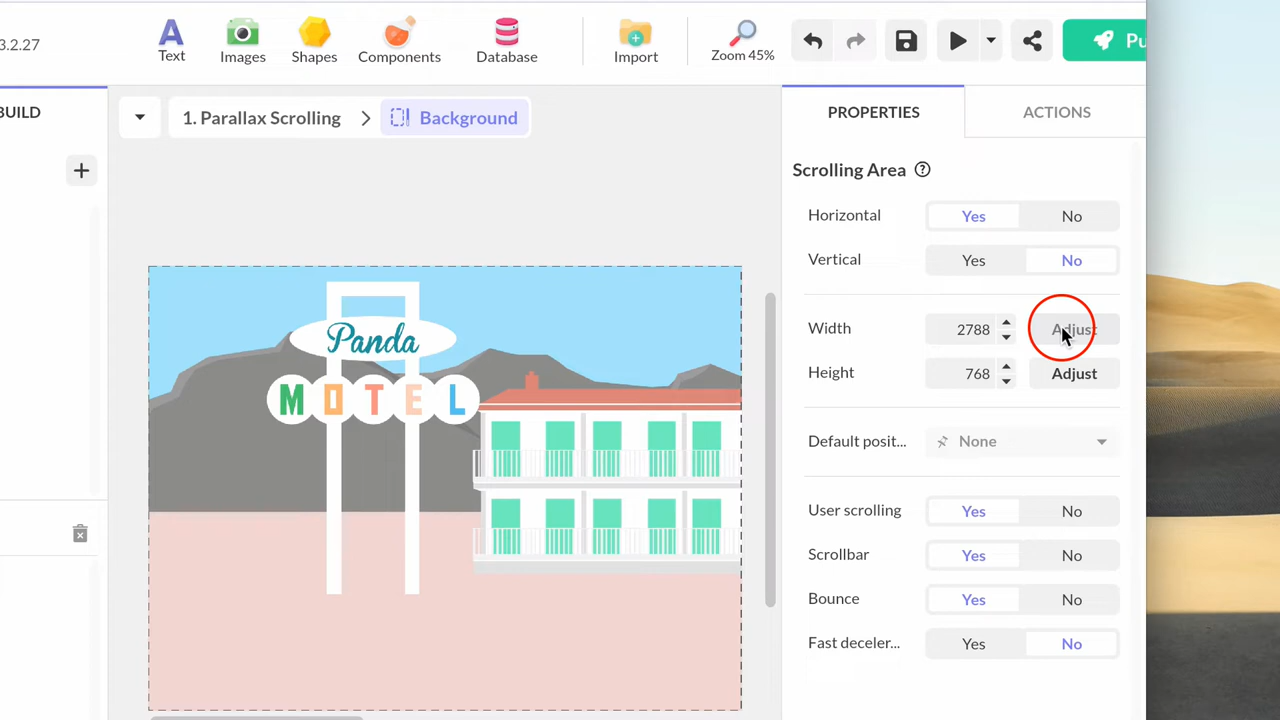 3.2.27
Text
Images
Shapes
Components
Database
Import
Zoom 45%
Pu
BUILD
1. Parallax Scrolling
Background
PROPERTIES
ACTIONS
Scrolling Area
Horizontal Yes No
Vertical Yes No
Width 2788 Adjust
Height 768 Adjust
Default posit... None
User scrolling Yes No
Scrollbar Yes No
Bounce Yes No
Fast deceler... Yes No
Panda
MOTEL